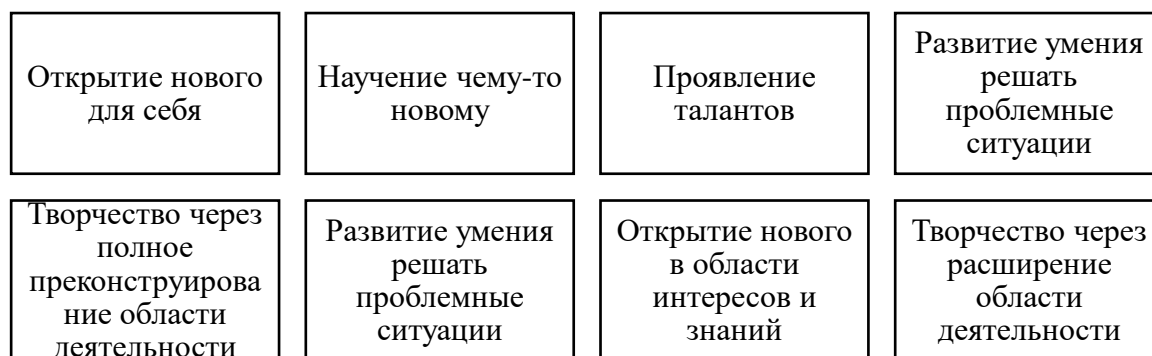 Открытие нового
для себя
Научение чему-то
новому
Проявление
талантов
Развитие умения
решать
проблемные
ситуации
Творчество через
полное
преконструирова
ние области
деятельности
Развитие умения
решать
проблемные
ситуации
Открытие нового
в области
интересов и
знаний
Творчество через
расширение
области
деятельности